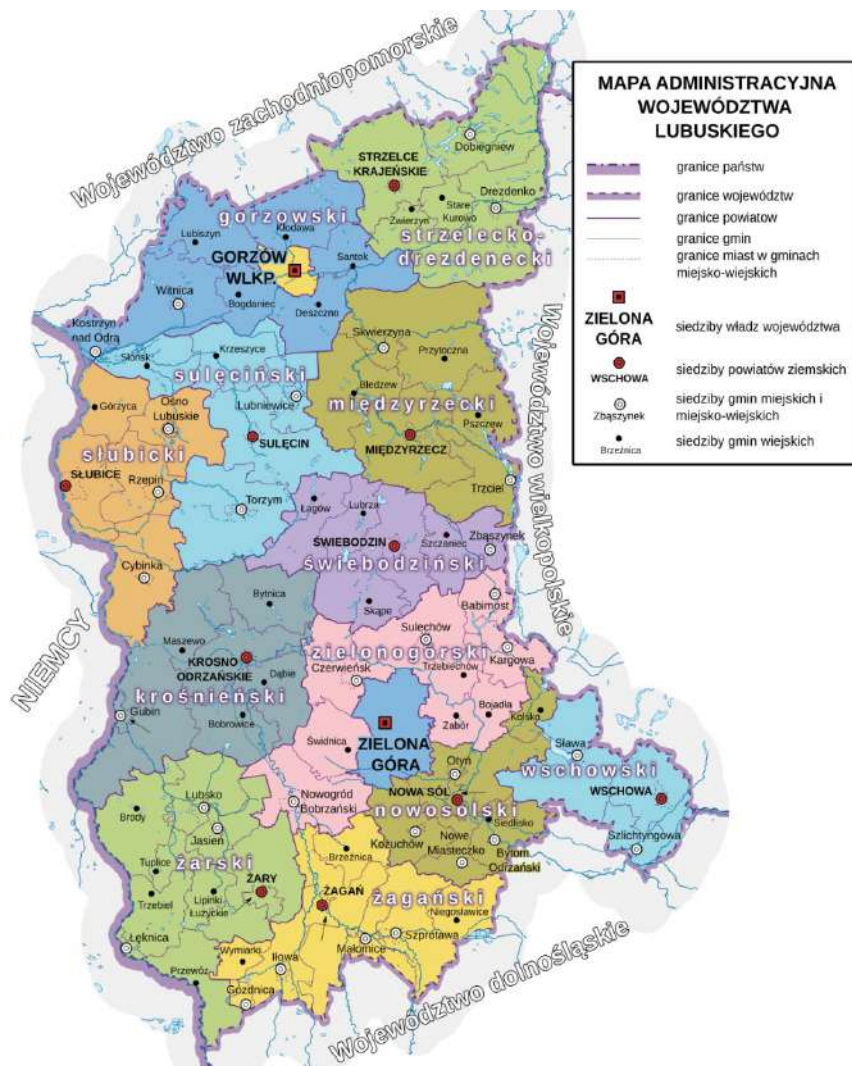 Województwo zachodniopomorskie
MAPA ADMINISTRACYJNA
WOJEWÓDZTWA
LUBUSKIEGO
granice państw
granice województw
granice powiatow
granice gmin
granice miast w gminach
miejsko-wiejskich
ZIELONA
GÓRA
siedziby władz województwa
WSCHOWA
siedziby powiatów ziemskich
Zbąszynek
siedziby gmin miejskich i
miejsko-wiejskich
Brzeźnica
siedziby gmin wiejskich
Dobiegniew
STRZELCE
KRAJEŃSKIE
Drezdenko
Stare
Kurowo
Zwierzyn
strzelecko-
drezdenecki
gorzowski
Kłodawa
Lubiszyn
GORZÓW
WLKP.
Santok
Witnica
Bogdaniec
Deszczno
Kostrzyn
nad Odrą
Słońsk
Krzeszyce
sulęciński
Lubniewice
SULĘCIN
Torzym
Skwierzyna
Przytoczna
Bledzew
międzyrzecki
Pszczew
MIĘDZYRZECZ
Trzciel
Województwo wielkopolskie
Górzyca
Ośno
Lubuskie
słubicki
SŁUBICE
Rzepin
Cybinka
Łagów
Lubrza
ŚWIEBODZIN
Szczaniec
Zbąszynek
świebodziński
Skąpe
Babimost
Sulechów
zielonogórski
Kargowa
Czerwieńsk
Trzebiechów
Bojadła
Zabór
Świdnica
ZIELONA
GÓRA
Nowogród
Bobrzański
NIEMCY
Bytnica
Maszewo
KROSNO
ODRZAŃSKIE
Dąbie
krośnieński
Gubin
Bobrowice
Kolsko
Otyń
NOWA SÓL
nowosolski
Siedlisko
Kożuchów
Nowe
Miasteczko
Bytom
Odrzański
Sława
wschowski
WSCHOWA
Szlichtyngowa
Lubsko
Brody
Jasień
żarski
Tuplice
ŻARY
Trzebiel
Lipinki
Łużyckie
Łęknica
Przewóz
Brzeźnica
żagański
ŻAGAŃ
Niegosławice
Szprotawa
Małomice
Wymiarki
Iłowa
Gozdnica
Województwo dolnośląskie